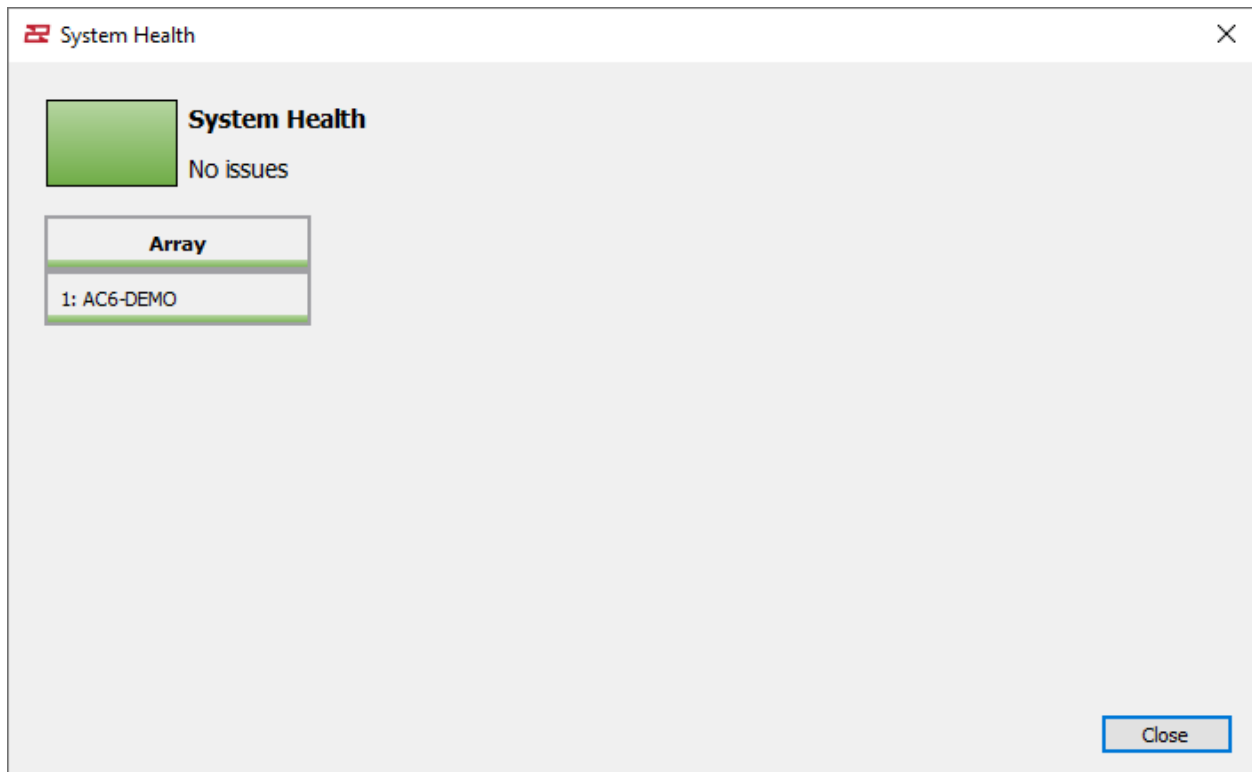 System Health
System Health
No issues
Array
1: AC6-DEMO
Close